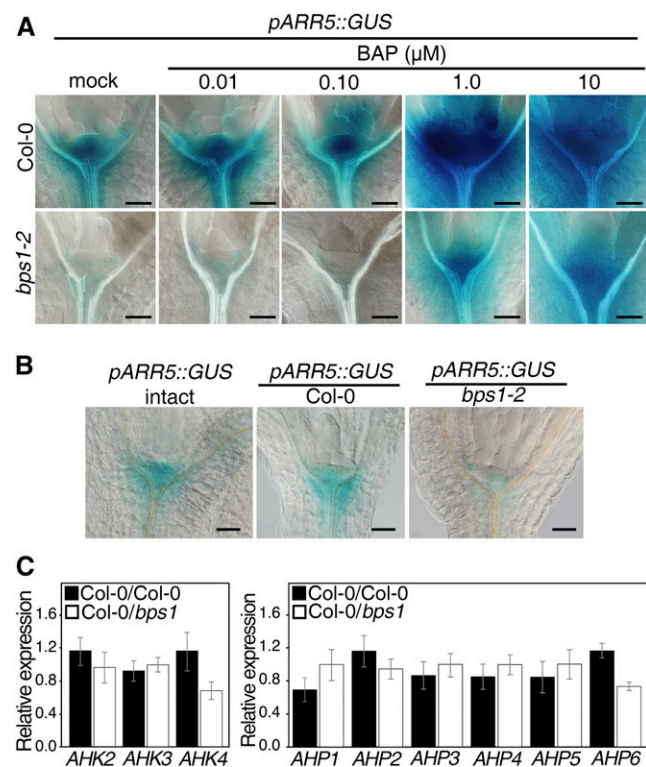 A
pARR5::GUS
BAP (µM)
mock 0.01 0.10 1.0 10
Col-0
bps1-2
B
pARR5::GUS pARR5::GUS pARR5::GUS
intact Col-0 bps1-2
C
Relative expression
1.6
1.2
0.8
0.4
0.0
Col-0/Col-0
Col-0/bps1
AHK2 AHK3 AHK4
Relative expression
1.6
1.2
0.8
0.4
0.0
Col-0/Col-0
Col-0/bps1
AHP1 AHP2 AHP3 AHP4 AHP5 AHP6